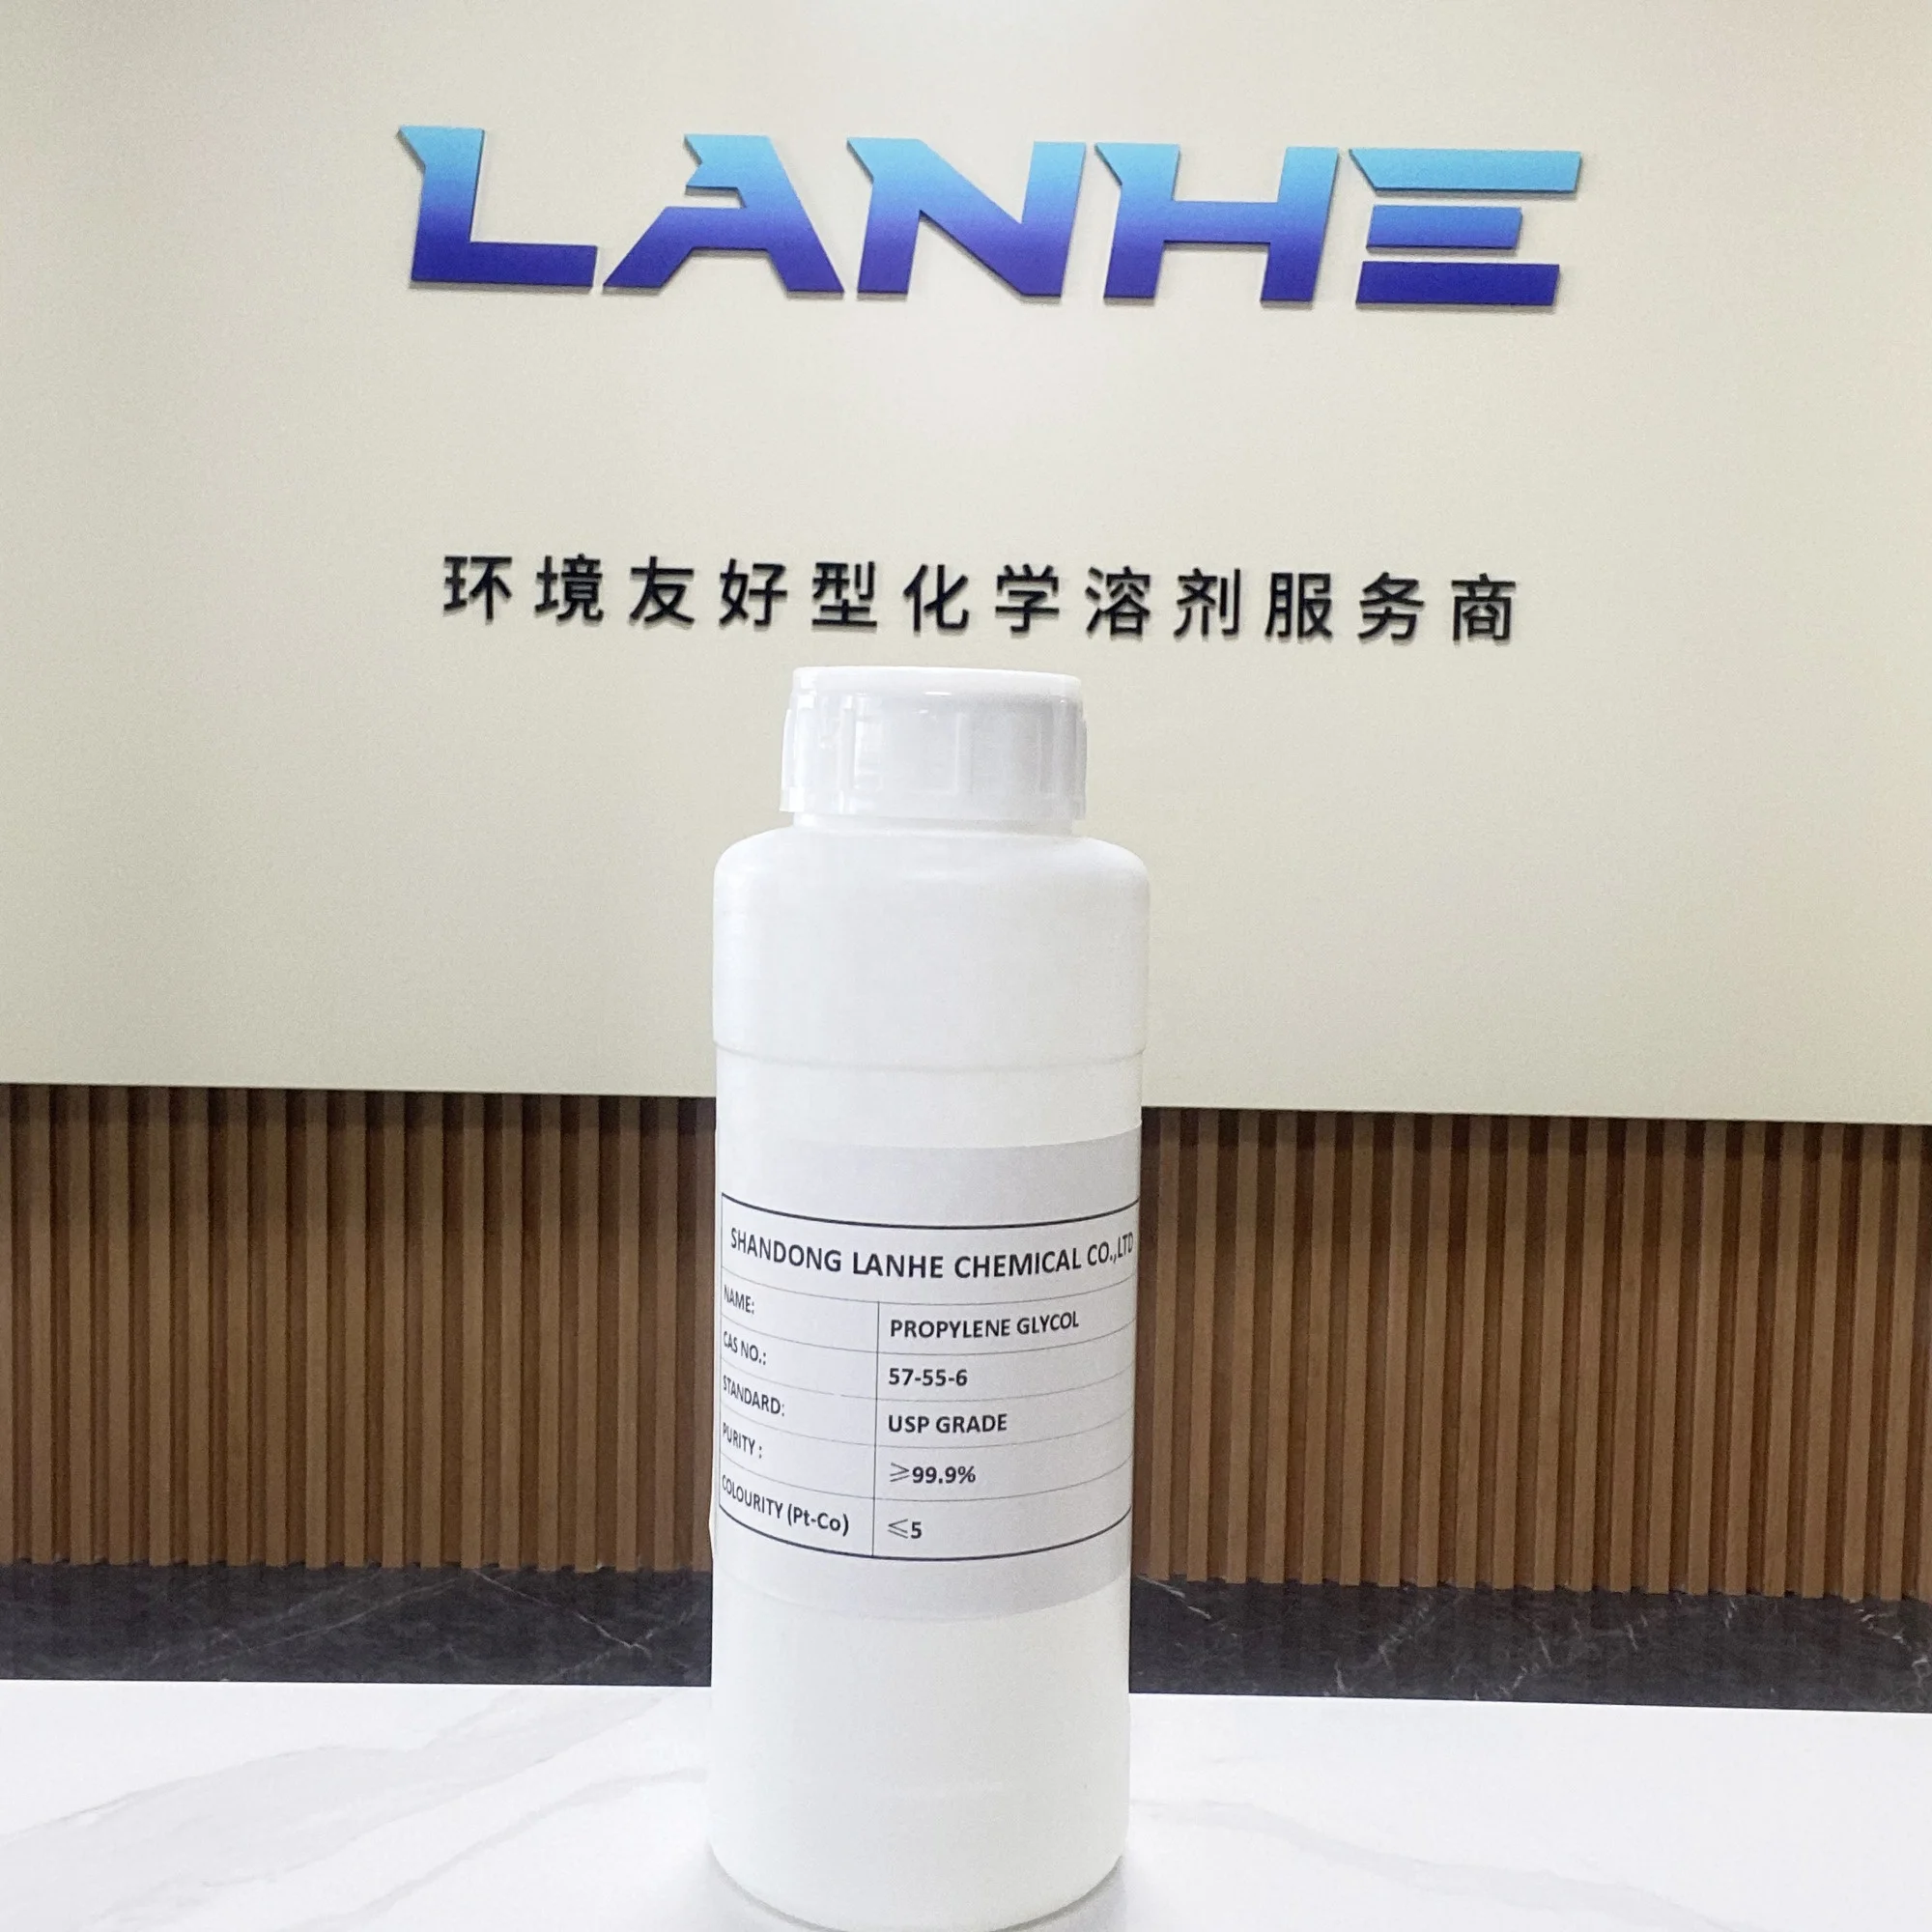 LANHE
环境友好型化学溶剂服务商
SHANDONG LANHE CHEMICAL CO.,LTD
NAME: PROPYLENE GLYCOL
CAS NO.: 57-55-6
STANDARD: USP GRADE
PURITY : ≥99.9%
COLOURITY (Pt-Co) ≤5